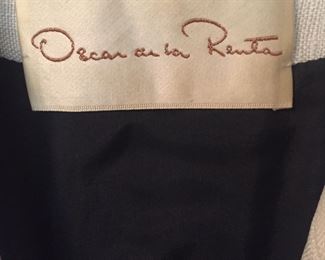 Oscar de la Renta